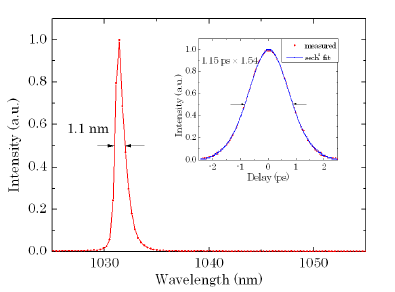 1.0
0.8
0.6
0.4
0.2
0.0
Intensity (a.u.)
1030
1040
1050
Wavelength (nm)
1.1 nm
1.15 ps × 1.54
measured
sech² fit
1.0
0.8
0.6
0.4
0.2
0.0
Intensity (a.u.)
-2
-1
0
1
2
Delay (ps)